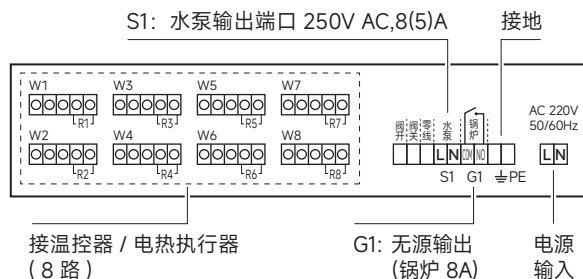 S1: 水泵输出端口 250V AC,8(5)A
接地
W1
W3
W5
W7
R1
R3
R5
R7
W2
W4
W6
W8
R2
R4
R6
R8
阀开
阀关
零线
水泵
锅炉
L N COM NO
S1 G1 PE
AC 220V
50/60Hz
L N
接温控器 / 电热执行器
( 8 路 )
G1: 无源输出
(锅炉 8A)
电源
输入